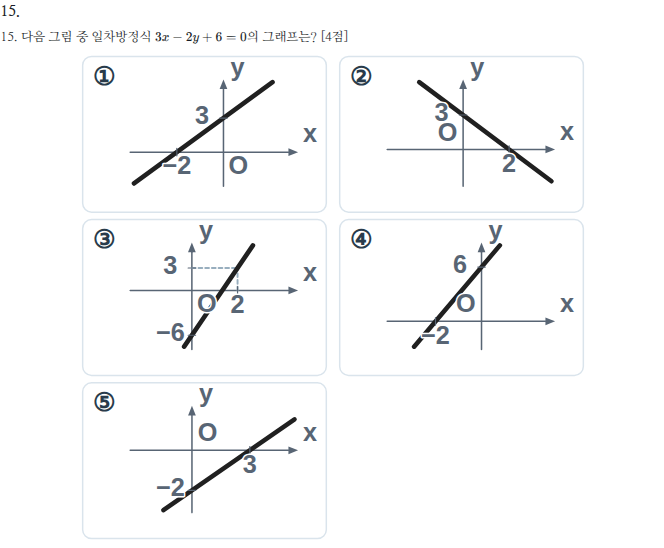 15.
15. 다음 그림 중 일차방정식 3x − 2y + 6 = 0의 그래프는? [4점]
① y 3 x −2 O
② y 3 O x 2
③ y 3 x O 2 −6
④ y 6 O x −2
⑤ y O x 3 −2